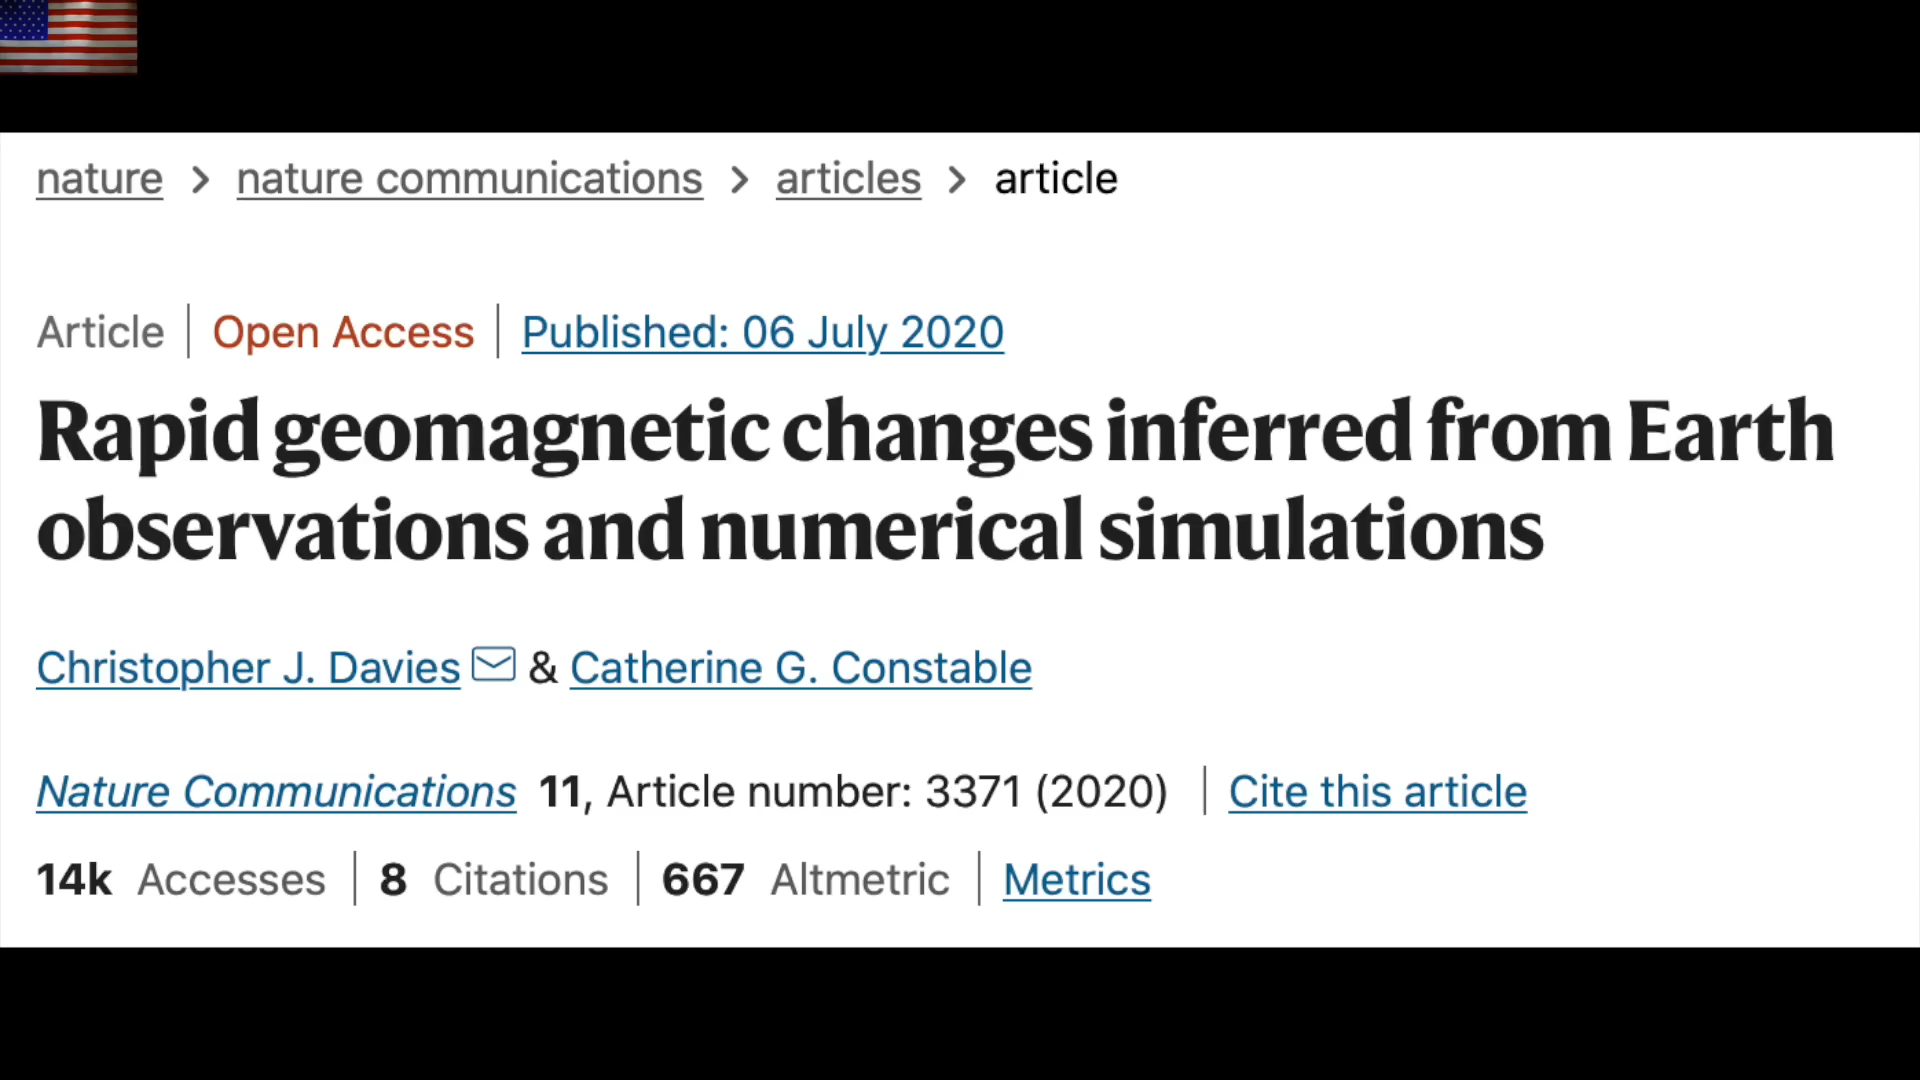 nature > nature communications > articles > article
Article | Open Access | Published: 06 July 2020
Rapid geomagnetic changes inferred from Earth
observations and numerical simulations
Christopher J. Davies & Catherine G. Constable
Nature Communications 11, Article number: 3371 (2020) | Cite this article
14k Accesses | 8 Citations | 667 Altmetric | Metrics